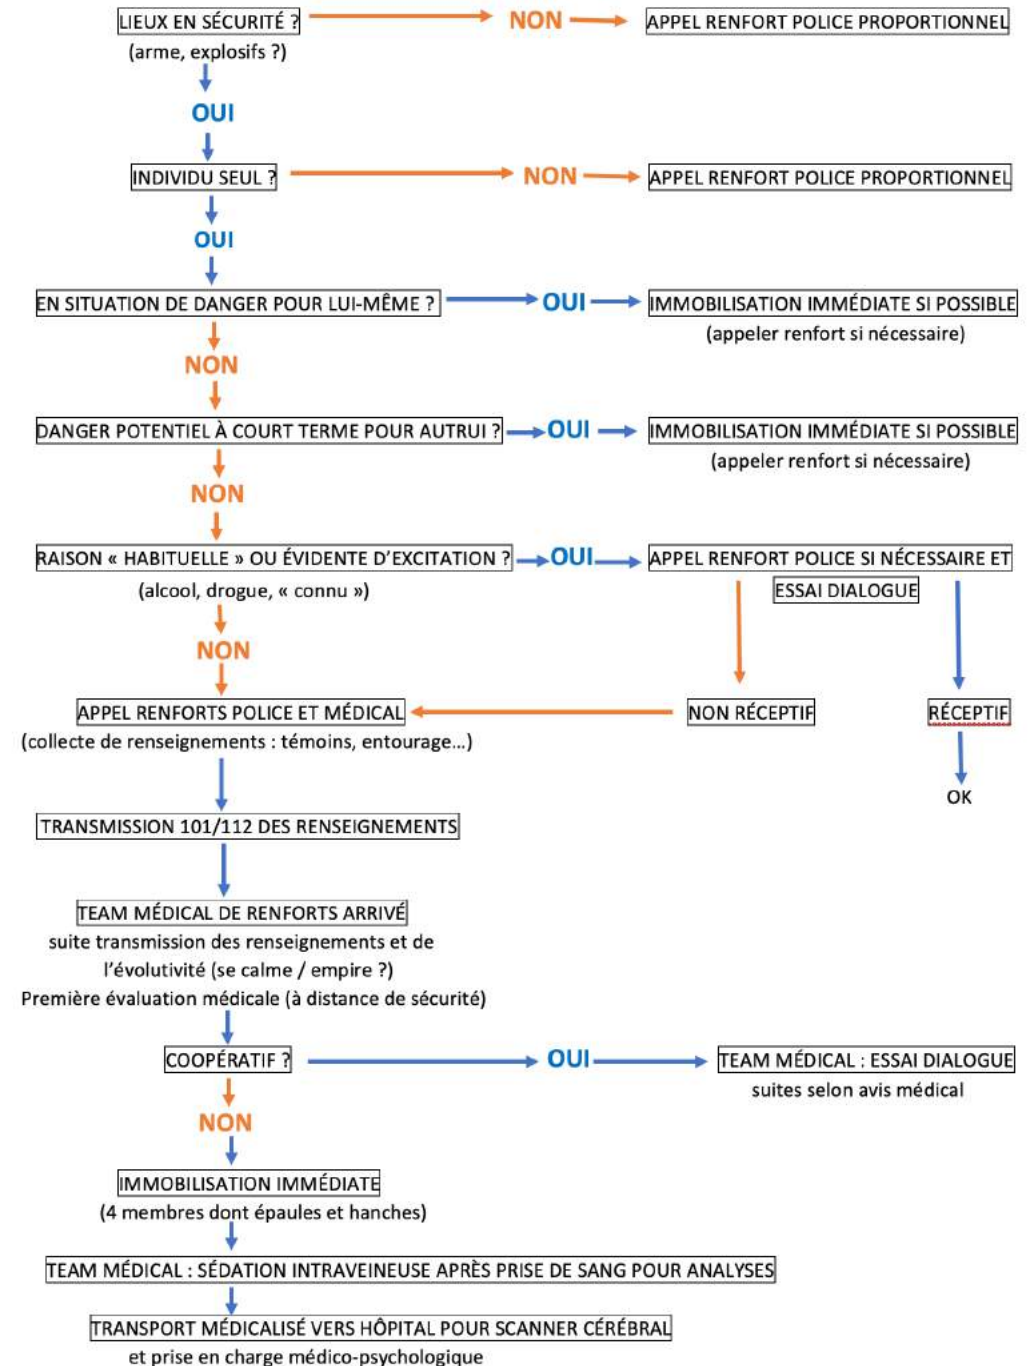 LIEUX EN SÉCURITÉ ? NON APPEL RENFORT POLICE PROPORTIONNEL
(arme, explosifs ?)
OUI
INDIVIDU SEUL ? NON APPEL RENFORT POLICE PROPORTIONNEL
OUI
EN SITUATION DE DANGER POUR LUI-MÊME ? OUI IMMOBILISATION IMMÉDIATE SI POSSIBLE
(appeler renfort si nécessaire)
NON
DANGER POTENTIEL À COURT TERME POUR AUTRUI ? OUI IMMOBILISATION IMMÉDIATE SI POSSIBLE
(appeler renfort si nécessaire)
NON
RAISON « HABITUELLE » OU ÉVIDENTE D'EXCITATION ? OUI APPEL RENFORT POLICE SI NÉCESSAIRE ET
(alcool, drogue, « connu ») ESSAI DIALOGUE
NON
APPEL RENFORTS POLICE ET MÉDICAL NON RÉCEPTIF RÉCEPTIF
(collecte de renseignements : témoins, entourage...)
OK
TRANSMISSION 101/112 DES RENSEIGNEMENTS
TEAM MÉDICAL DE RENFORTS ARRIVÉ
suite transmission des renseignements et de
l'évolutivité (se calme / empire ?)
Première évaluation médicale (à distance de sécurité)
COOPÉRATIF ? OUI TEAM MÉDICAL : ESSAI DIALOGUE
suites selon avis médical
NON
IMMOBILISATION IMMÉDIATE
(4 membres dont épaules et hanches)
TEAM MÉDICAL : SÉDATION INTRAVEINEUSE APRÈS PRISE DE SANG POUR ANALYSES
TRANSPORT MÉDICALISÉ VERS HÔPITAL POUR SCANNER CÉRÉBRAL
et prise en charge médico-psychologique